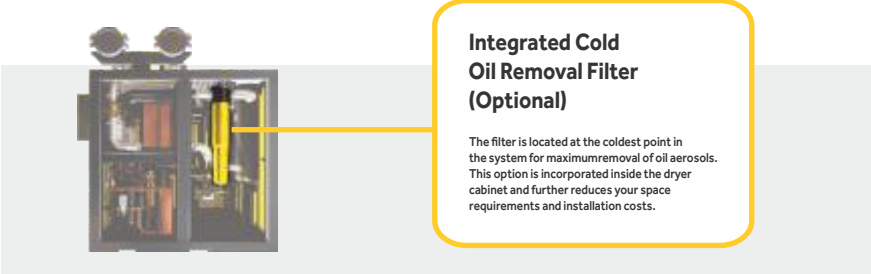 Integrated Cold
Oil Removal Filter
(Optional)
The filter is located at the coldest point in
the system for maximumremoval of oil aerosols.
This option is incorporated inside the dryer
cabinet and further reduces your space
requirements and installation costs.